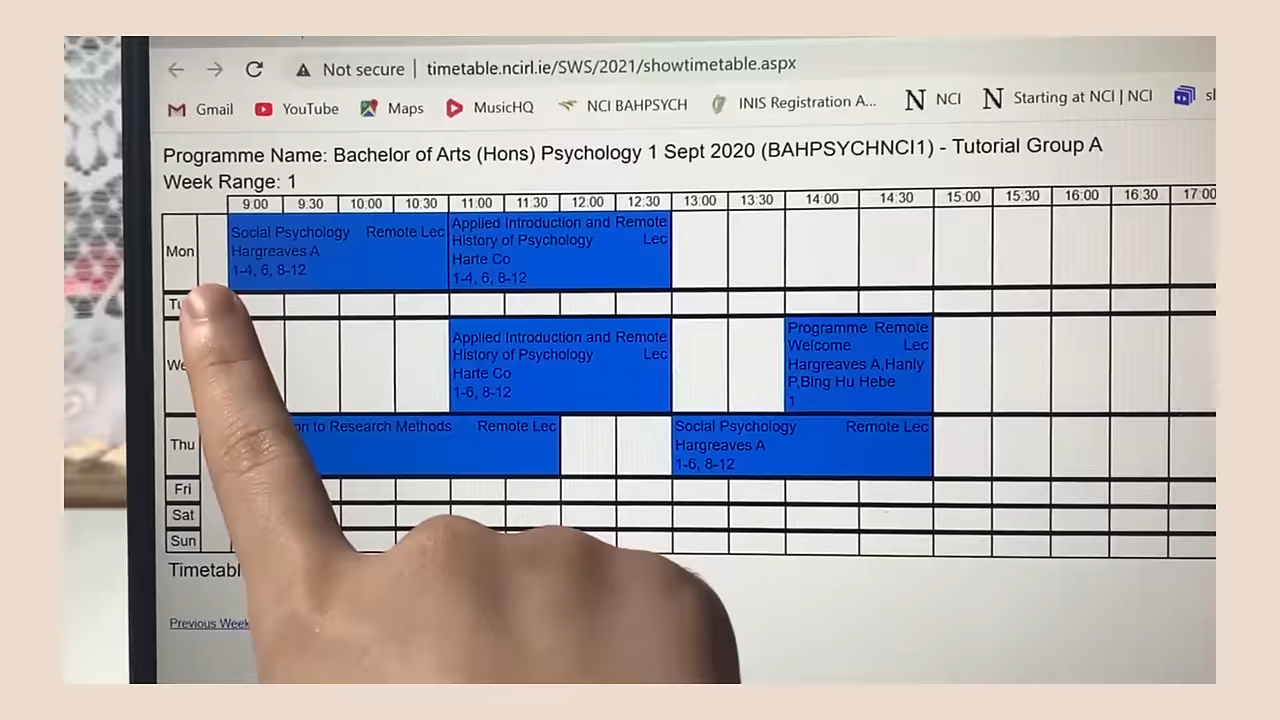 Not secure | timetable.ncirl.ie/SWS/2021/showtimetable.aspx
Gmail YouTube Maps MusicHQ NCI BAHPSYCH INIS Registration A... NCI Starting at NCI | NCI
Programme Name: Bachelor of Arts (Hons) Psychology 1 Sept 2020 (BAHPSYCHNCI1) - Tutorial Group A
Week Range: 1
9:00 9:30 10:00 10:30 11:00 11:30 12:00 12:30 13:00 13:30 14:00 14:30 15:00 15:30 16:00 16:30 17:00
Mon
Social Psychology Remote Lec
Hargreaves A
1-4, 6, 8-12
Applied Introduction and Remote
History of Psychology Lec
Harte Co
1-4, 6, 8-12
Applied Introduction and Remote
History of Psychology Lec
Harte Co
1-6, 8-12
Programme Remote
Welcome Lec
Hargreaves A,Hanly
P,Bing Hu Hebe
1
Thu
to Research Methods Remote Lec
Social Psychology Remote Lec
Hargreaves A
1-6, 8-12
Fri
Sat
Sun
Previous Week